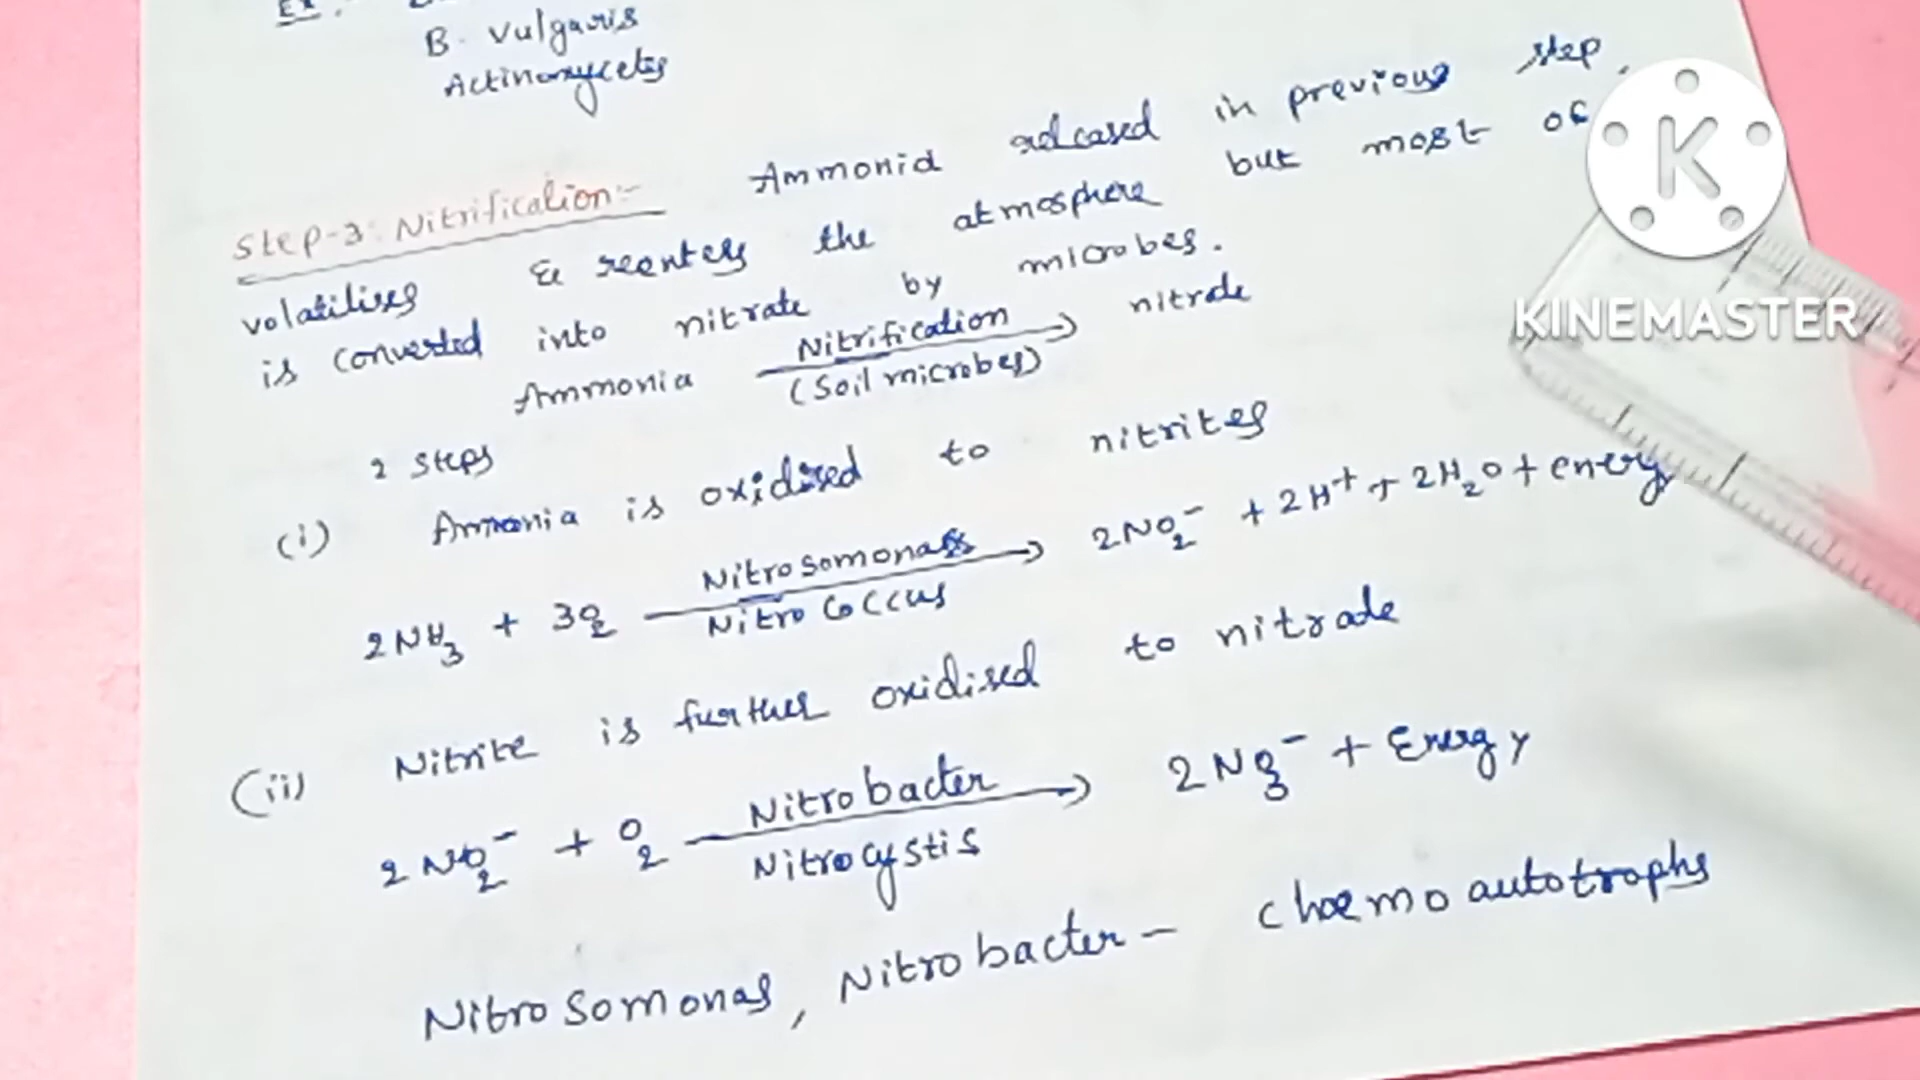 Ex:
B. Vulgaris
Actinomycetes
Step-3: Nitrification:- Ammonia released in previous step
volatilises & reenters the atmosphere but most of
is converted into nitrate by microbes.
Ammonia Nitrification (Soil microbes) → nitrate
2 steps
(i) Ammonia is oxidised to nitrites
2NH₃ + 3O₂ Nitrosomonas Nitrococcus → 2NO₂⁻ + 2H⁺ + 2H₂O + energy
(ii) Nitrite is further oxidised to nitrate
2NO₂⁻ + O₂ Nitrobacter Nitrocystis → 2NO₃⁻ + Energy
Nitrosomonas, Nitrobacter - chaemoautotrophs
K
KINEMASTER